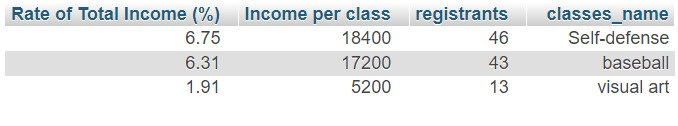 Rate of Total Income (%) Income per class registrants classes_name
6.75 18400 46 Self-defense
6.31 17200 43 baseball
1.91 5200 13 visual art